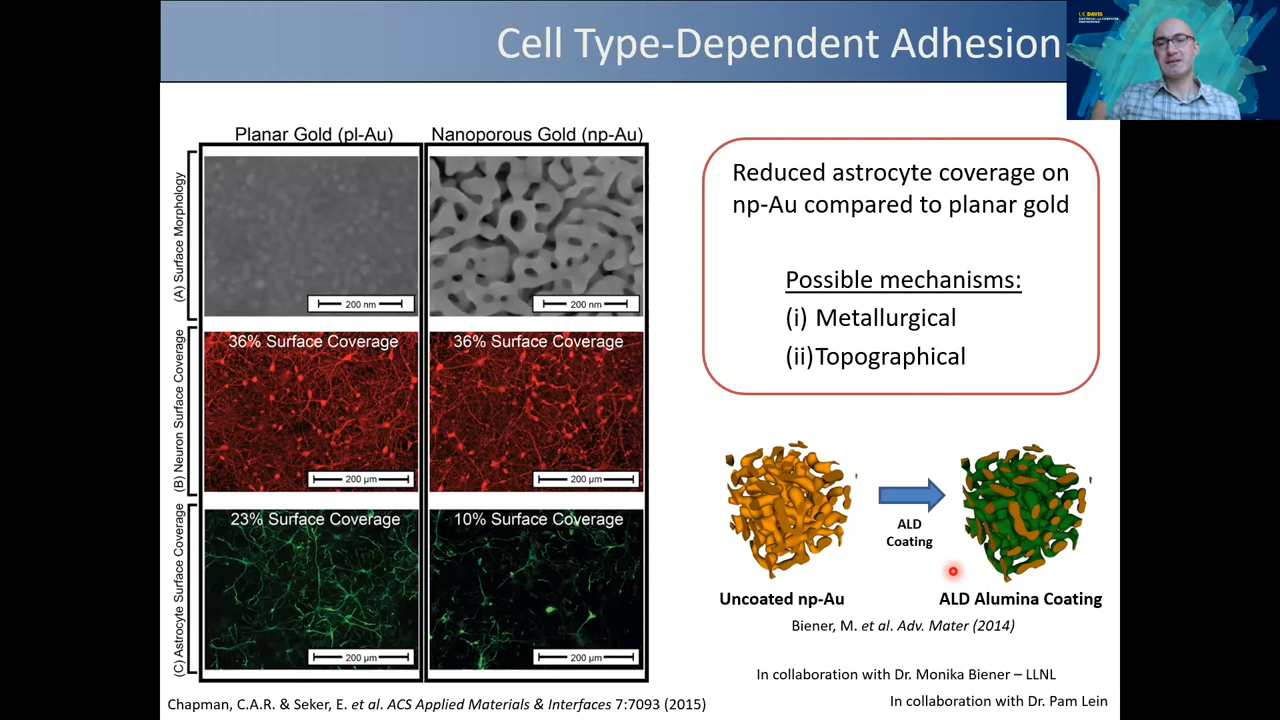 Cell Type-Dependent Adhesion
UC DAVIS
ELECTRICAL AND COMPUTER
ENGINEERING
Planar Gold (pl-Au)
Nanoporous Gold (np-Au)
(A) Surface Morphology
200 nm
200 nm
(B) Neuron Surface Coverage
36% Surface Coverage
36% Surface Coverage
200 µm
200 µm
(C) Astrocyte Surface Coverage
23% Surface Coverage
10% Surface Coverage
200 µm
200 µm
Chapman, C.A.R. & Seker, E. et al. ACS Applied Materials & Interfaces 7:7093 (2015)
Reduced astrocyte coverage on
np-Au compared to planar gold
Possible mechanisms:
(i) Metallurgical
(ii)Topographical
ALD
Coating
Uncoated np-Au
ALD Alumina Coating
Biener, M. et al. Adv. Mater (2014)
In collaboration with Dr. Monika Biener – LLNL
In collaboration with Dr. Pam Lein